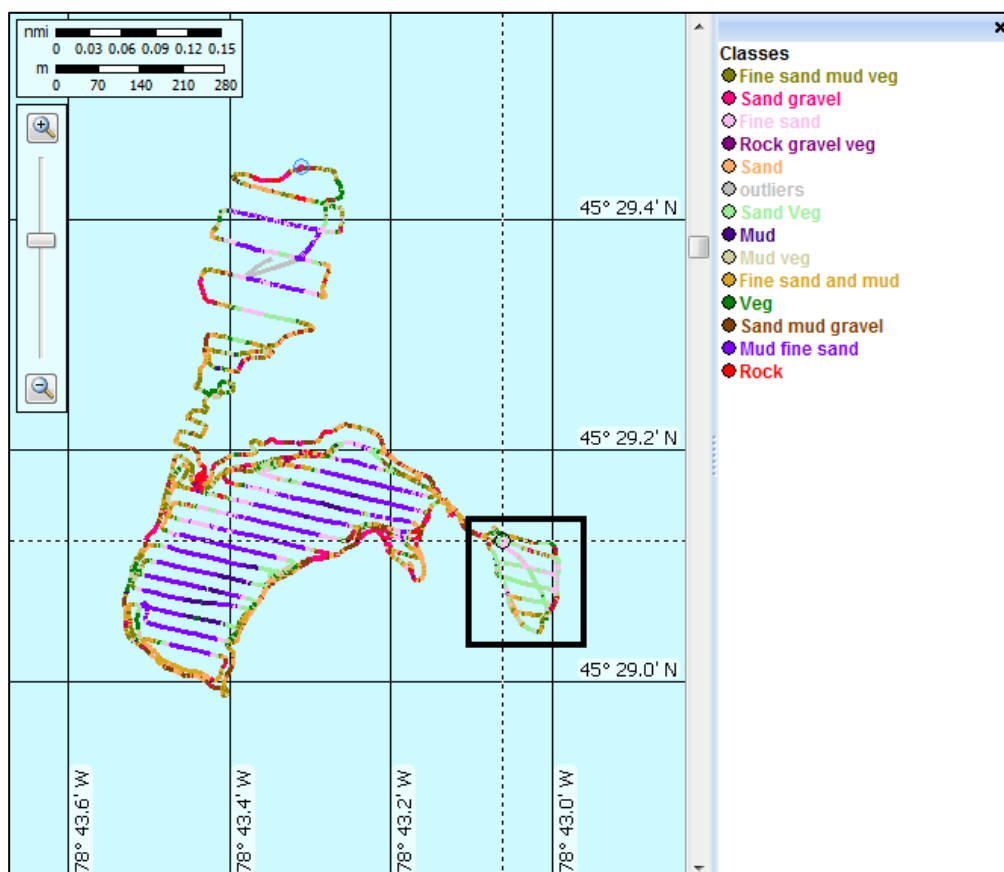 nmi
0 0.03 0.06 0.09 0.12 0.15
m
0 70 140 210 280
45° 29.4' N
45° 29.2' N
45° 29.0' N
78° 43.6' W
78° 43.4' W
78° 43.2' W
78° 43.0' W
Classes
Fine sand mud veg
Sand gravel
Fine sand
Rock gravel veg
Sand
outliers
Sand Veg
Mud
Mud veg
Fine sand and mud
Veg
Sand mud gravel
Mud fine sand
Rock